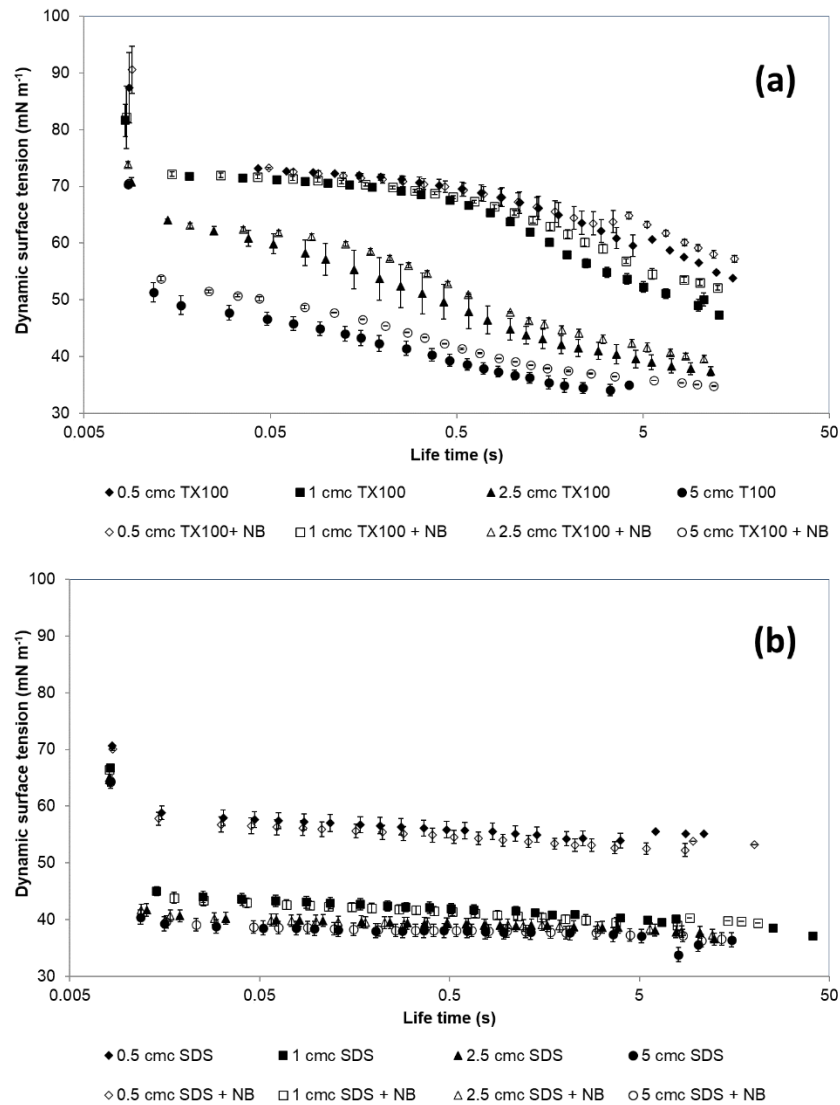 100
(a)
90
80
70
60
50
40
30
Dynamic surface tension (mN m⁻¹)
0.005 0.05 0.5 5 50
Life time (s)
0.5 cmc TX100 1 cmc TX100 2.5 cmc TX100 5 cmc T100
0.5 cmc TX100+ NB 1 cmc TX100 + NB 2.5 cmc TX100 + NB 5 cmc TX100 + NB
100
(b)
90
80
70
60
50
40
30
Dynamic surface tension (mN m⁻¹)
0.005 0.05 0.5 5 50
Life time (s)
0.5 cmc SDS 1 cmc SDS 2.5 cmc SDS 5 cmc SDS
0.5 cmc SDS + NB 1 cmc SDS + NB 2.5 cmc SDS + NB 5 cmc SDS + NB